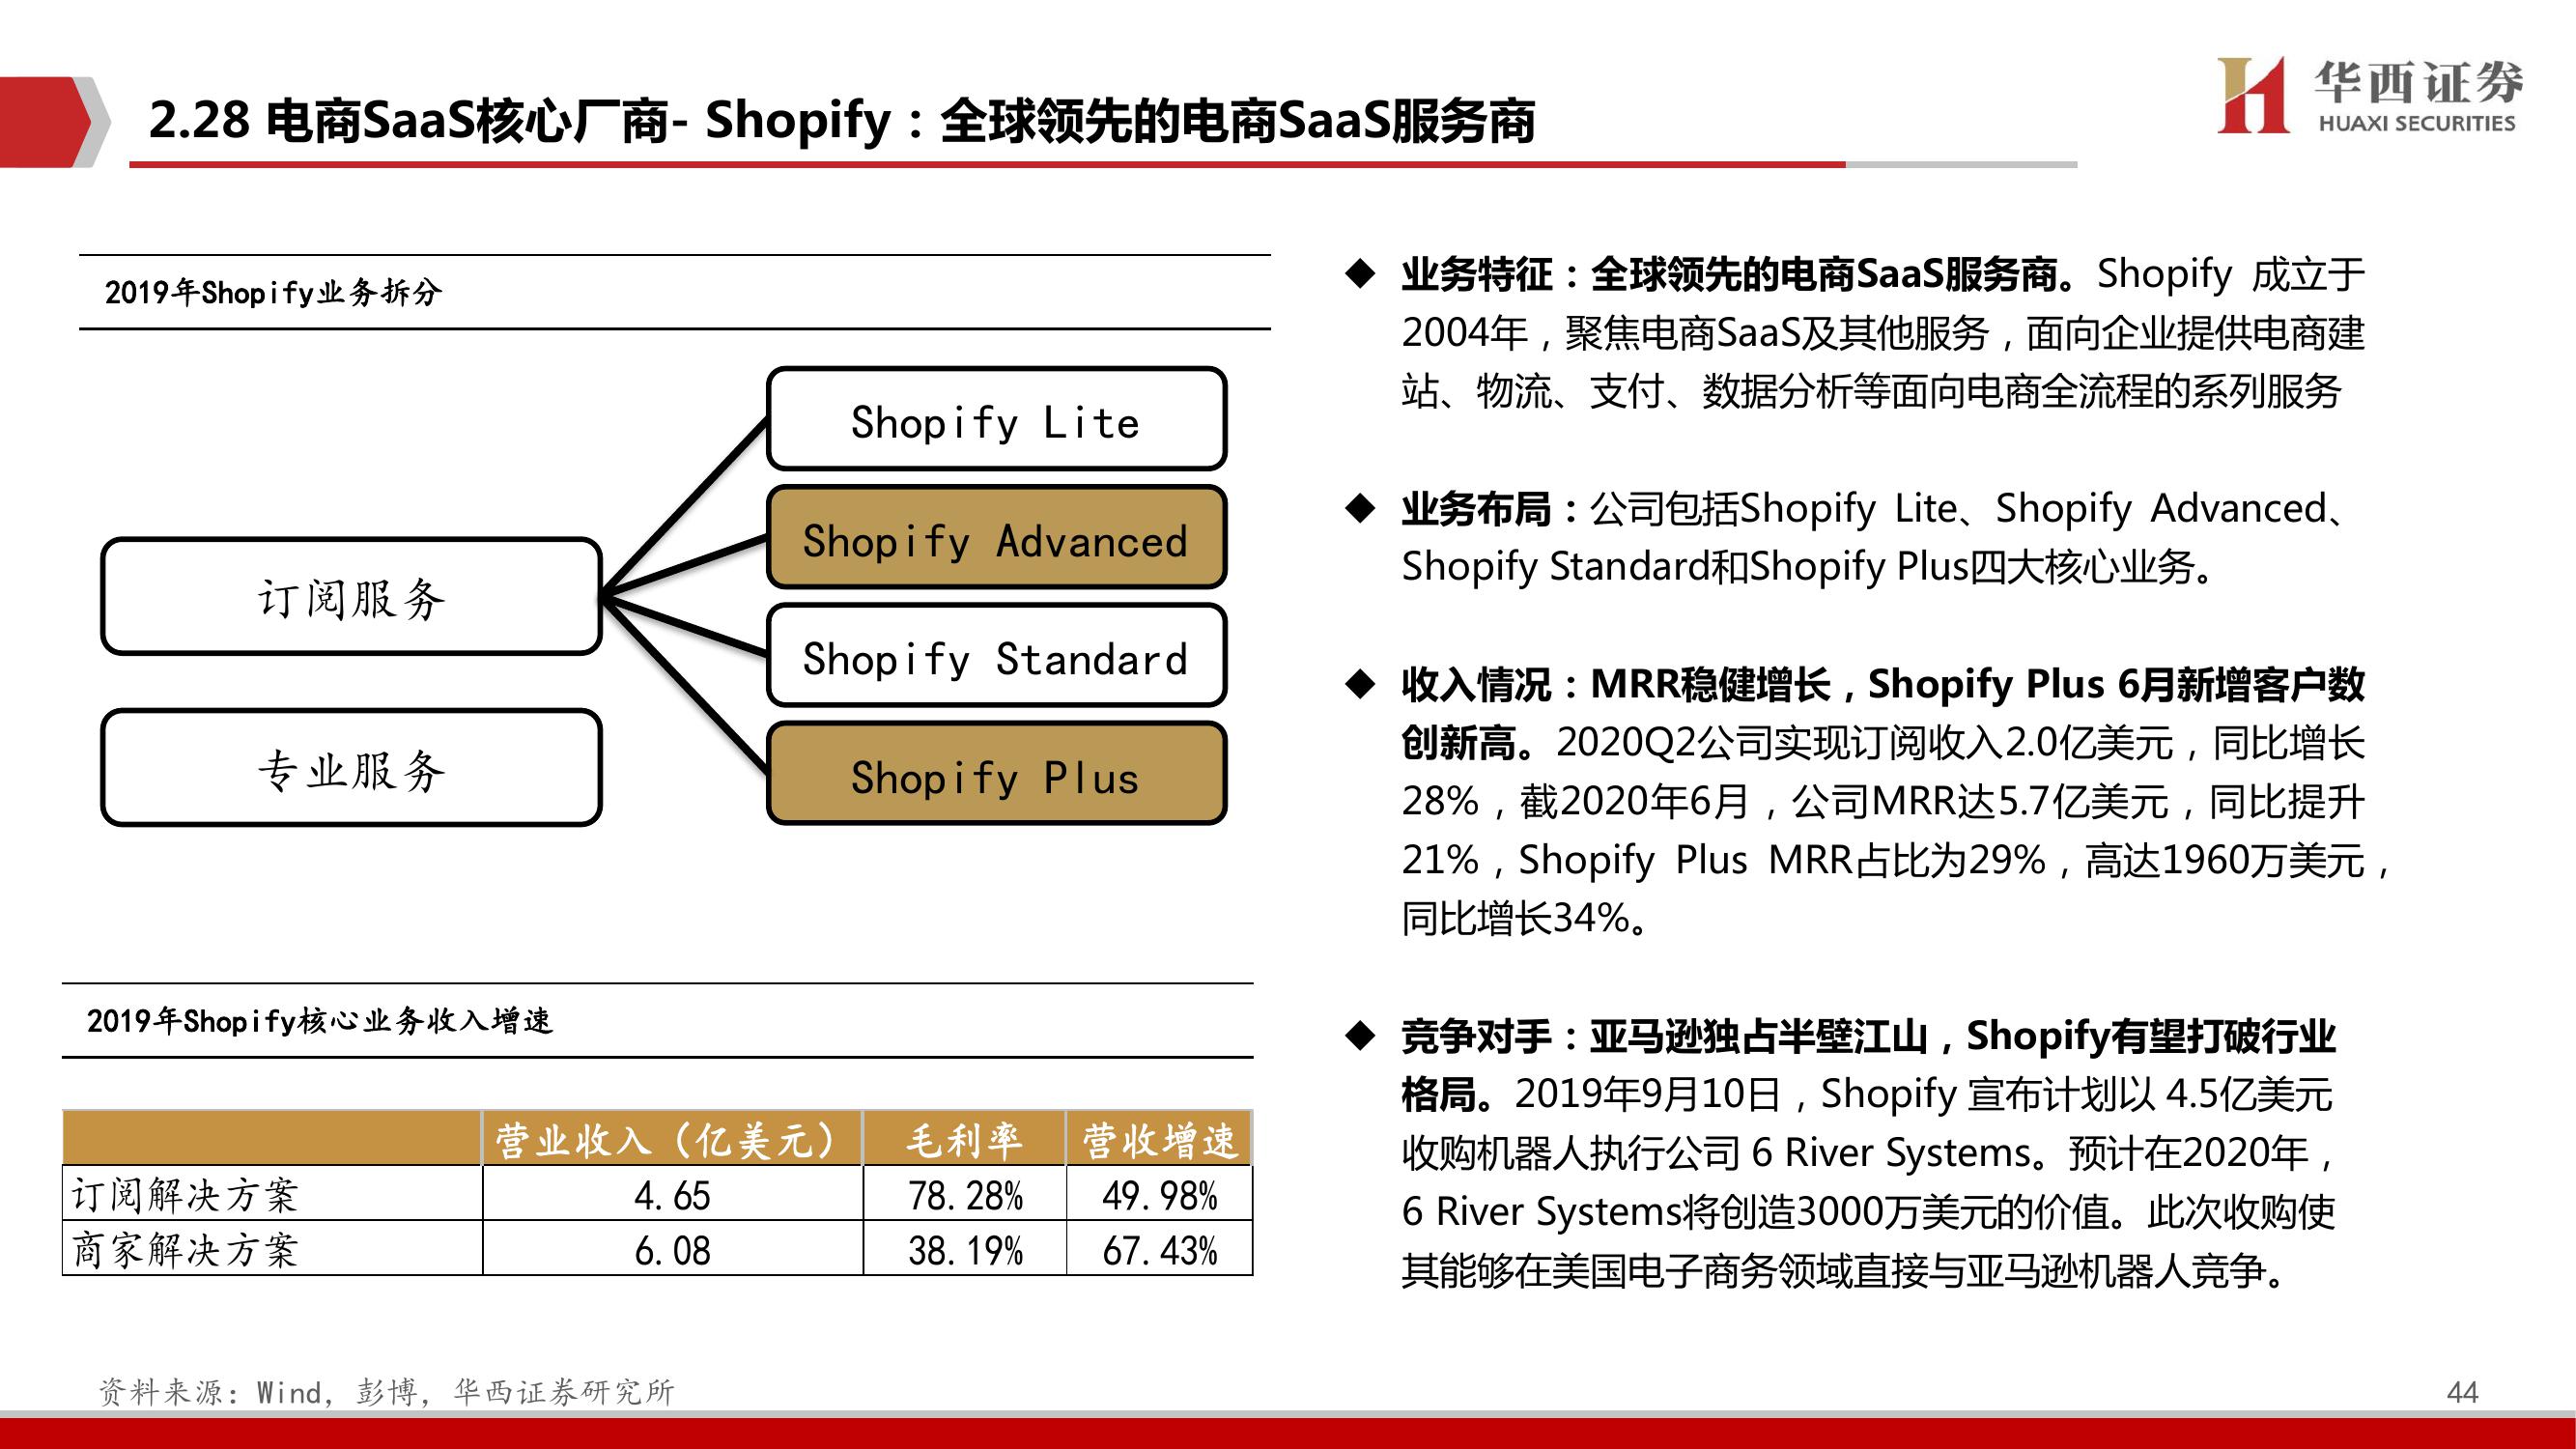 2.28 电商SaaS核心厂商- Shopify：全球领先的电商SaaS服务商
华西证券
HUAXI SECURITIES
2019年Shopify业务拆分
Shopify Lite
Shopify Advanced
订阅服务
Shopify Standard
专业服务
Shopify Plus
2019年Shopify核心业务收入增速
营业收入（亿美元） 毛利率 营收增速
订阅解决方案 4.65 78.28% 49.98%
商家解决方案 6.08 38.19% 67.43%
◆ 业务特征：全球领先的电商SaaS服务商。Shopify 成立于
2004年，聚焦电商SaaS及其他服务，面向企业提供电商建
站、物流、支付、数据分析等面向电商全流程的系列服务
◆ 业务布局：公司包括Shopify Lite、Shopify Advanced、
Shopify Standard和Shopify Plus四大核心业务。
◆ 收入情况：MRR稳健增长，Shopify Plus 6月新增客户数
创新高。2020Q2公司实现订阅收入2.0亿美元，同比增长
28%，截2020年6月，公司MRR达5.7亿美元，同比提升
21%，Shopify Plus MRR占比为29%，高达1960万美元，
同比增长34%。
◆ 竞争对手：亚马逊独占半壁江山，Shopify有望打破行业
格局。2019年9月10日，Shopify 宣布计划以 4.5亿美元
收购机器人执行公司 6 River Systems。预计在2020年，
6 River Systems将创造3000万美元的价值。此次收购使
其能够在美国电子商务领域直接与亚马逊机器人竞争。
资料来源：Wind，彭博，华西证券研究所
44